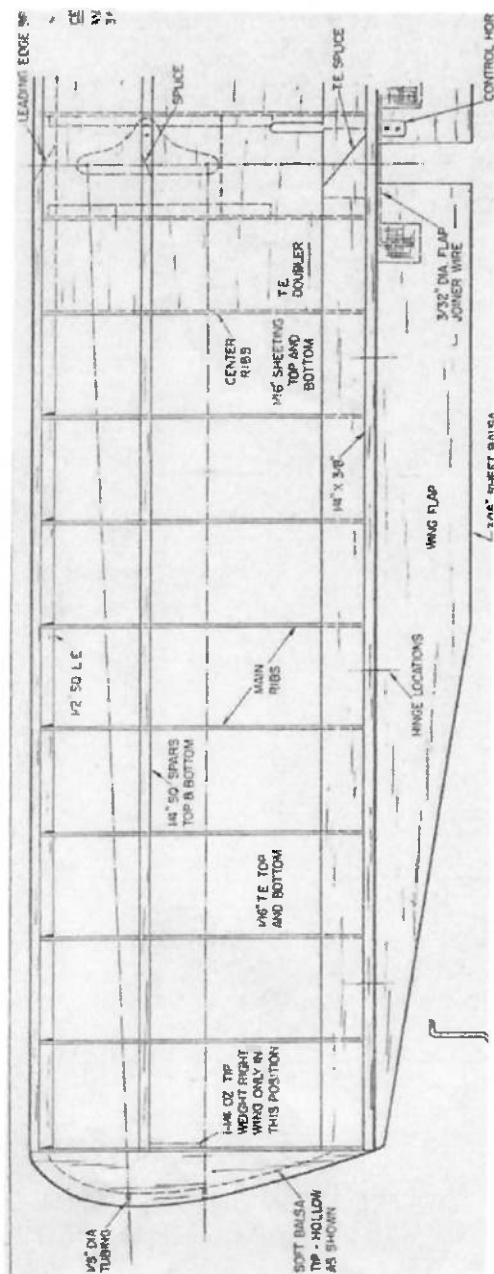 LEADING EDGE
SPLICE
T.E. SPLICE
CONTROL HOR
3/32" DIA. FLAP
JOINER WIRE
T.E.
DOUBLER
CENTER
RIBS
1/16" SHEETING
TOP AND
BOTTOM
1/4" X 3/8"
WING FLAP
SHEET BALSA
1/2" SQ L.E.
MAIN
RIBS
HINGE LOCATIONS
1/4" SQ SPARS
TOP & BOTTOM
1/16" T.E. TOP
AND BOTTOM
OZ TIP
WEIGHT RIGHT
WING ONLY IN
THIS POSITION
1/8" DIA
TUBING
SOFT BALSA
TIP - HOLLOW
AS SHOWN